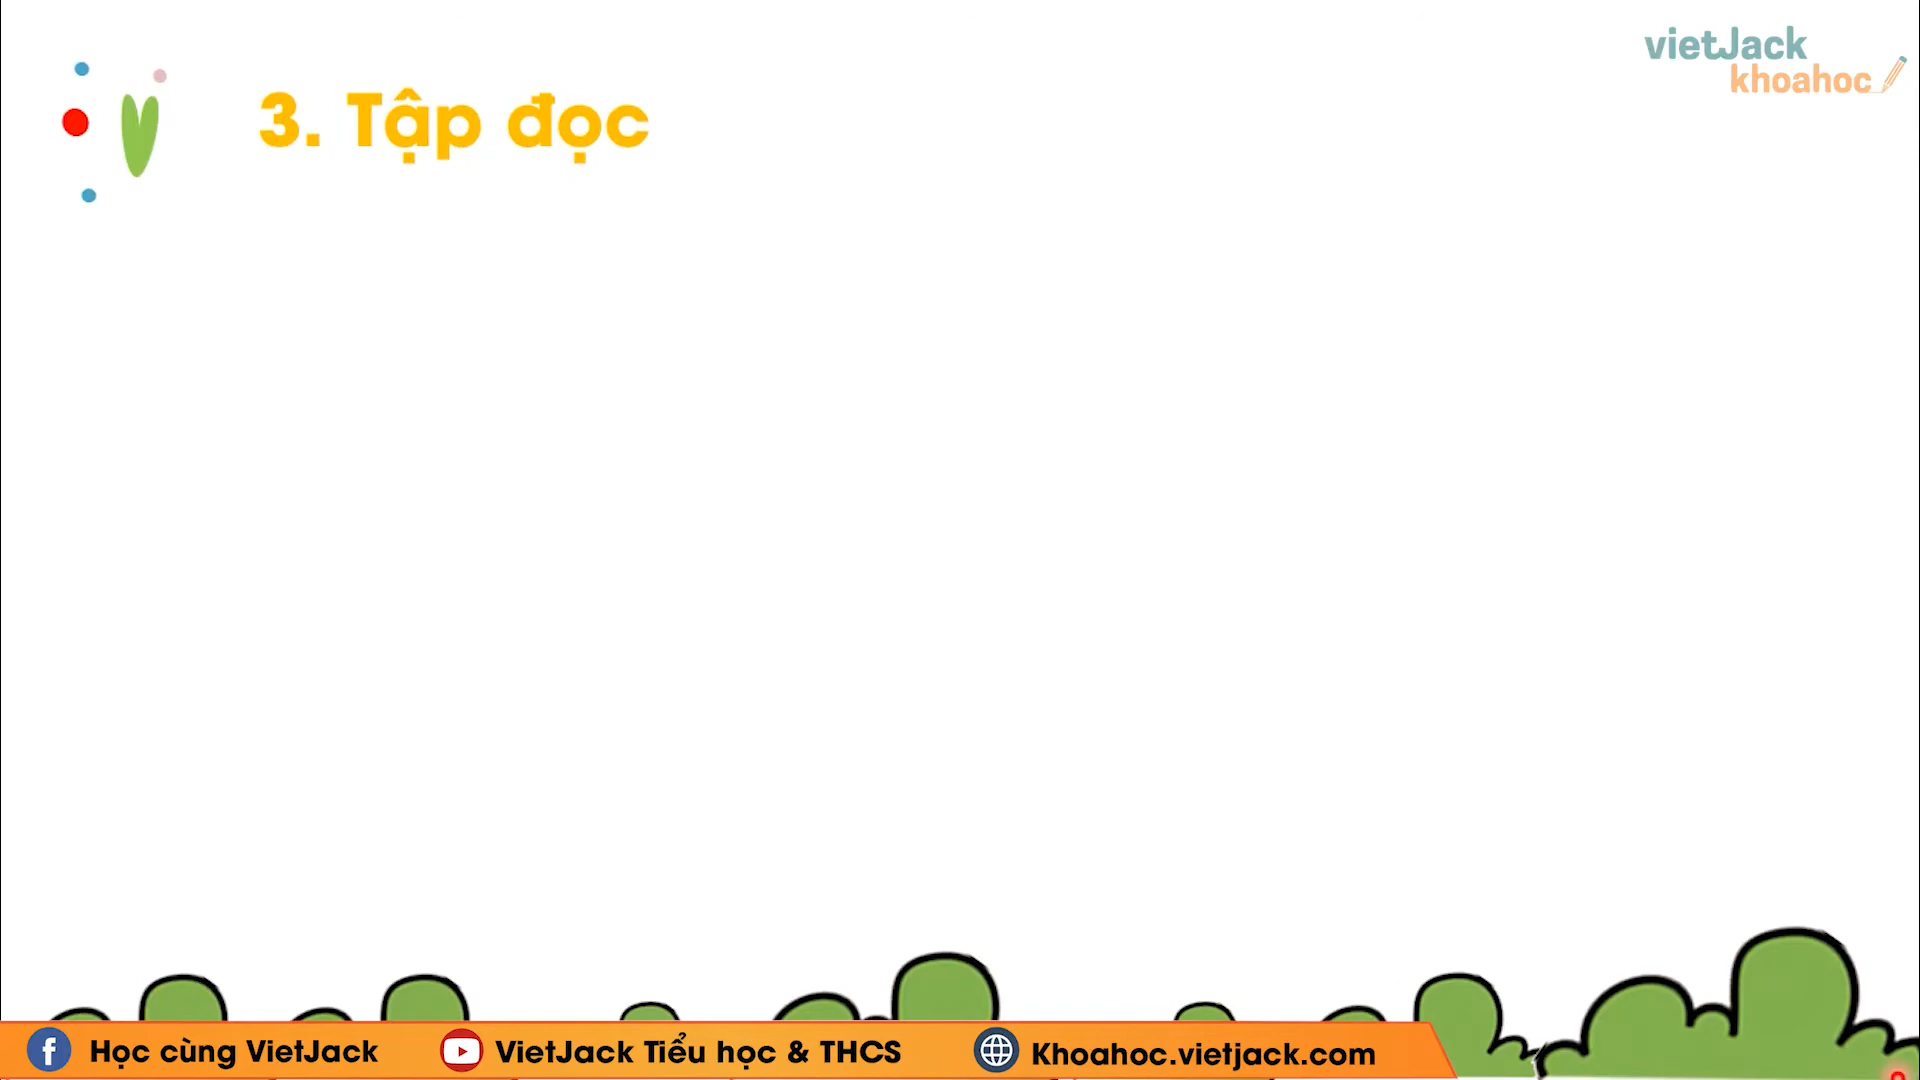 vietJack
khoahoc
3. Tập đọc
Học cùng VietJack
VietJack Tiểu học & THCS
Khoahoc.vietjack.com